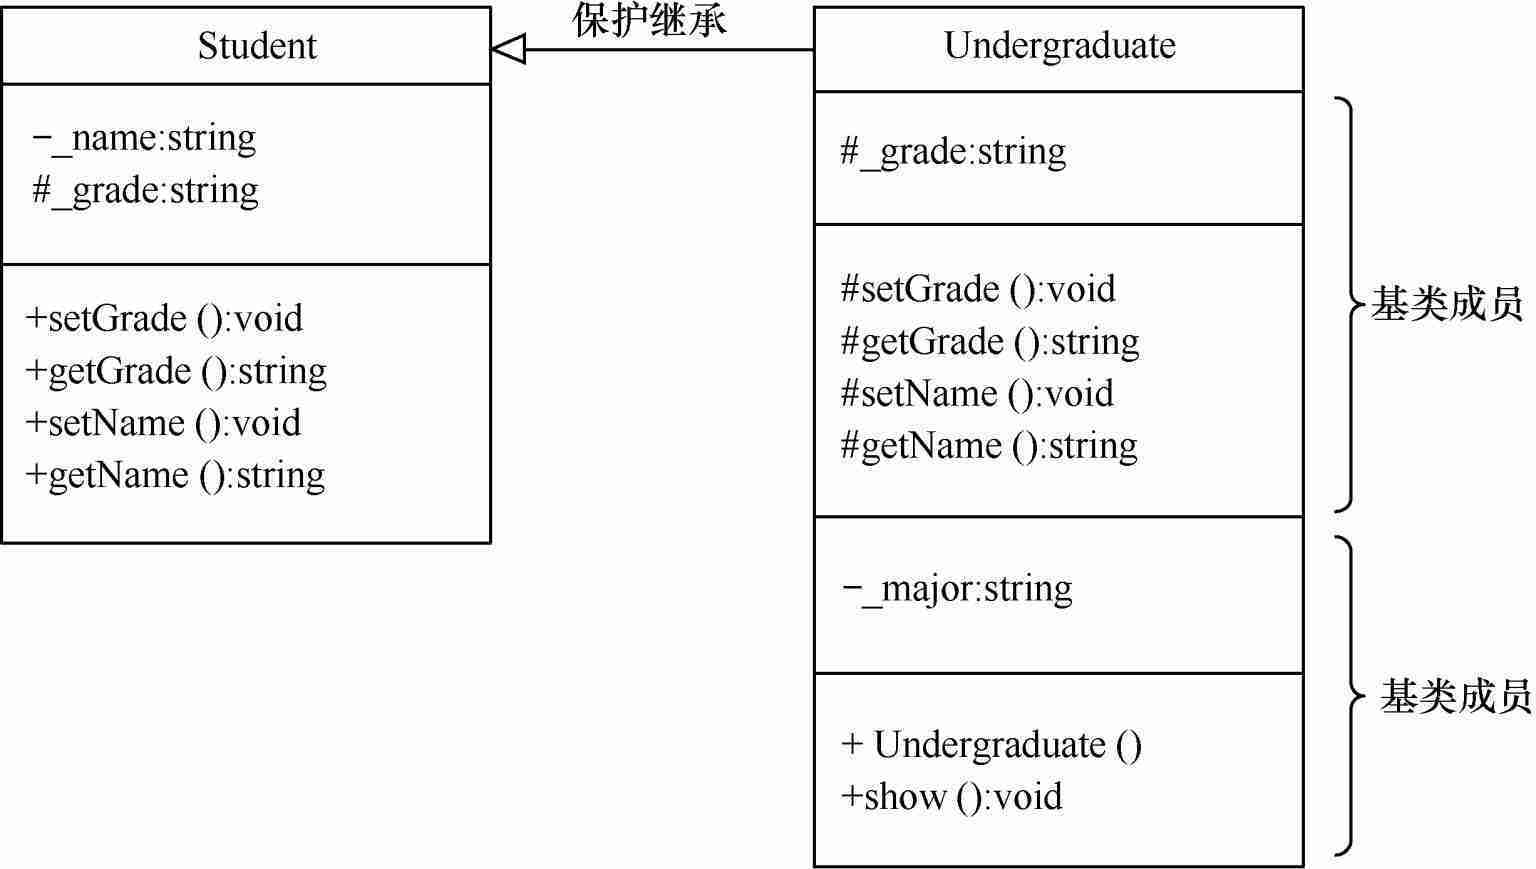 保护继承
Student
-_name:string
#_grade:string
+setGrade ():void
+getGrade ():string
+setName ():void
+getName ():string
Undergraduate
#_grade:string
#setGrade ():void
#getGrade ():string
#setName ():void
#getName ():string
基类成员
-_major:string
+ Undergraduate ()
+show ():void
基类成员